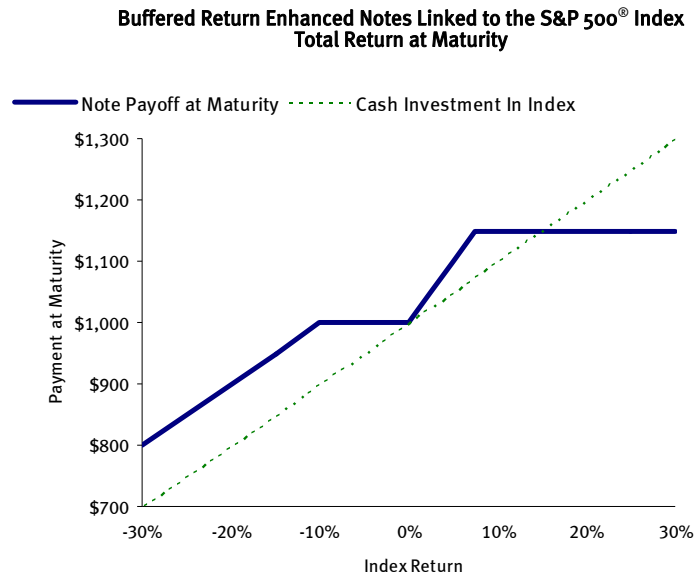 Buffered Return Enhanced Notes Linked to the S&P 500® Index
Total Return at Maturity
Note Payoff at Maturity
Cash Investment In Index
$1,300
$1,200
$1,100
$1,000
$900
$800
$700
Payment at Maturity
-30%
-20%
-10%
0%
10%
20%
30%
Index Return